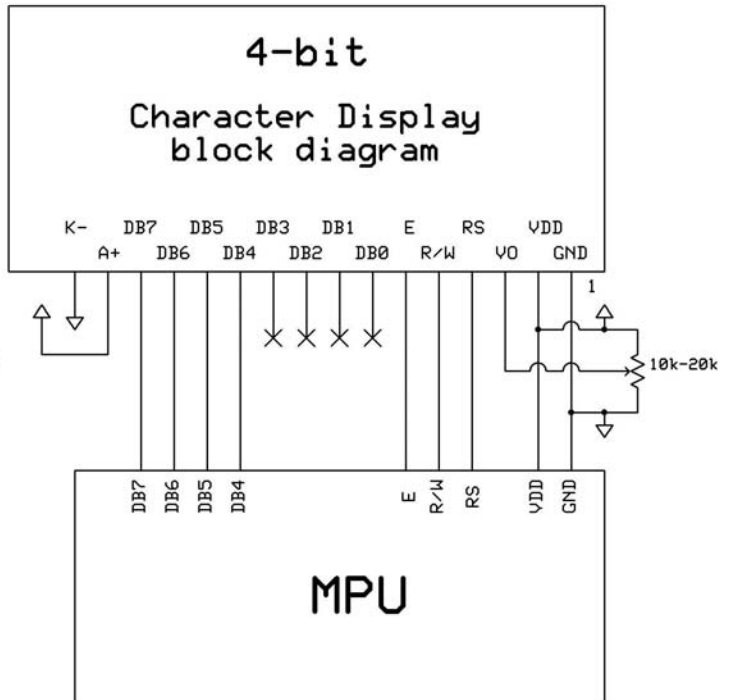 4-bit
Character Display
block diagram
K- DB7 DB5 DB3 DB1 E RS VDD
A+ DB6 DB4 DB2 DB0 R/W VO GND
1
10k-20k
DB7 DB6 DB5 DB4 E R/W RS VDD GND
MPU